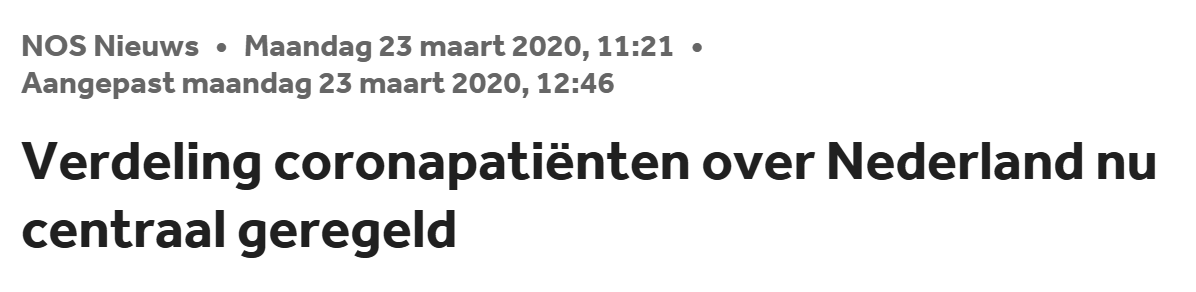 NOS Nieuws • Maandag 23 maart 2020, 11:21 •
Aangepast maandag 23 maart 2020, 12:46
Verdeling coronapatiënten over Nederland nu
centraal geregeld